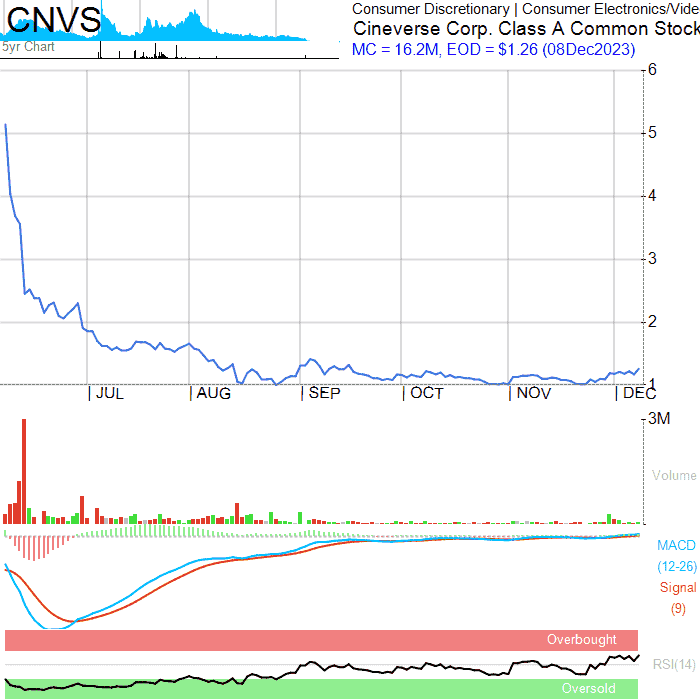 CNVS
5yr Chart
Consumer Discretionary | Consumer Electronics/Vide
Cineverse Corp. Class A Common Stock
MC = 16.2M, EOD = $1.26 (08Dec2023)
6
5
4
3
2
1
JUL AUG SEP OCT NOV DEC
3M
Volume
MACD
(12-26)
Signal
(9)
Overbought
RSI(14)
Oversold